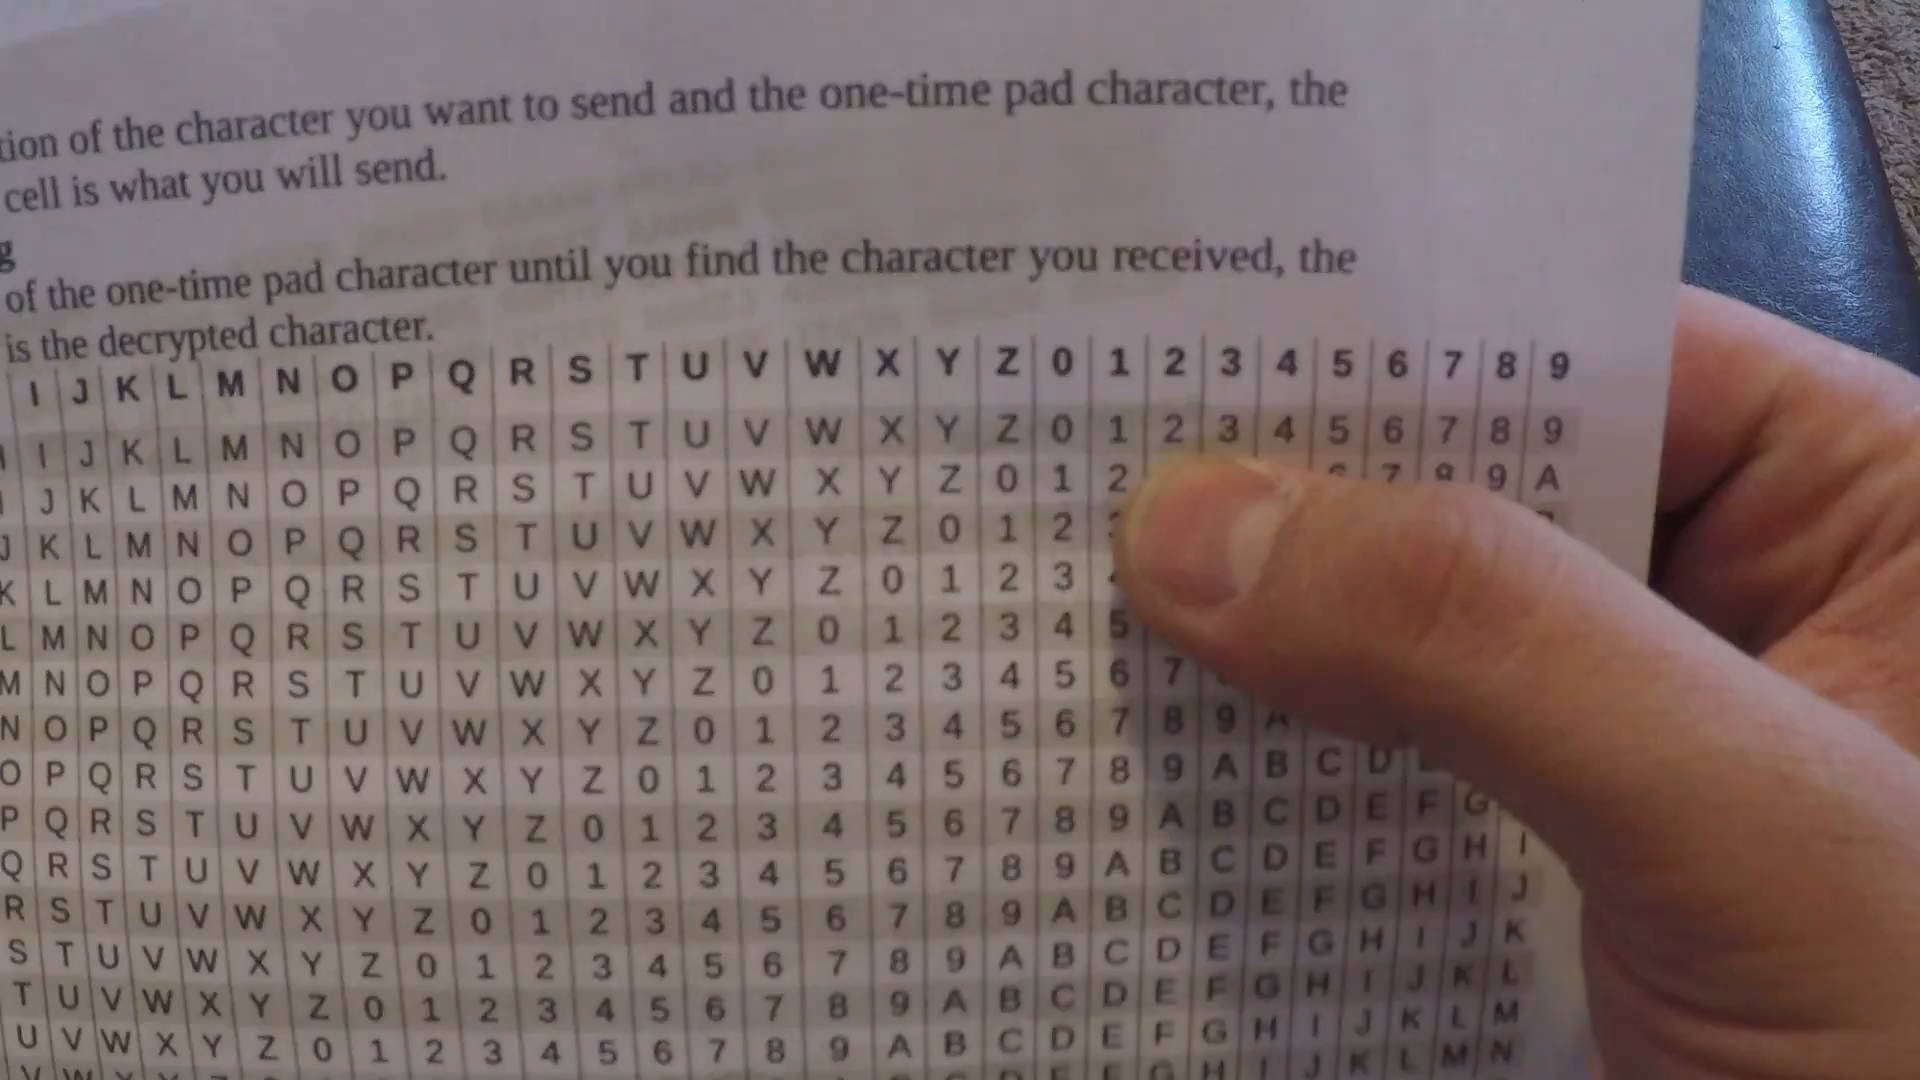 tion of the character you want to send and the one-time pad character, the
cell is what you will send.
g
of the one-time pad character until you find the character you received, the
is the decrypted character.
I J K L M N O P Q R S T U V W X Y Z 0 1 2 3 4 5 6 7 8 9
I J K L M N O P Q R S T U V W X Y Z 0 1 2 3 4 5 6 7 8 9
J K L M N O P Q R S T U V W X Y Z 0 1 2 6 7 8 9 A
J K L M N O P Q R S T U V W X Y Z 0 1 2 3
K L M N O P Q R S T U V W X Y Z 0 1 2 3
L M N O P Q R S T U V W X Y Z 0 1 2 3 4 5
M N O P Q R S T U V W X Y Z 0 1 2 3 4 5 6 7
N O P Q R S T U V W X Y Z 0 1 2 3 4 5 6 7 8 9 A
O P Q R S T U V W X Y Z 0 1 2 3 4 5 6 7 8 9 A B C D
P Q R S T U V W X Y Z 0 1 2 3 4 5 6 7 8 9 A B C D E F G
Q R S T U V W X Y Z 0 1 2 3 4 5 6 7 8 9 A B C D E F G H I
R S T U V W X Y Z 0 1 2 3 4 5 6 7 8 9 A B C D E F G H I J
S T U V W X Y Z 0 1 2 3 4 5 6 7 8 9 A B C D E F G H I J K
T U V W X Y Z 0 1 2 3 4 5 6 7 8 9 A B C D E F G H I J K L
U V W X Y Z 0 1 2 3 4 5 6 7 8 9 A B C D E F G H I J K L M
V W X Y G H I J K L M N